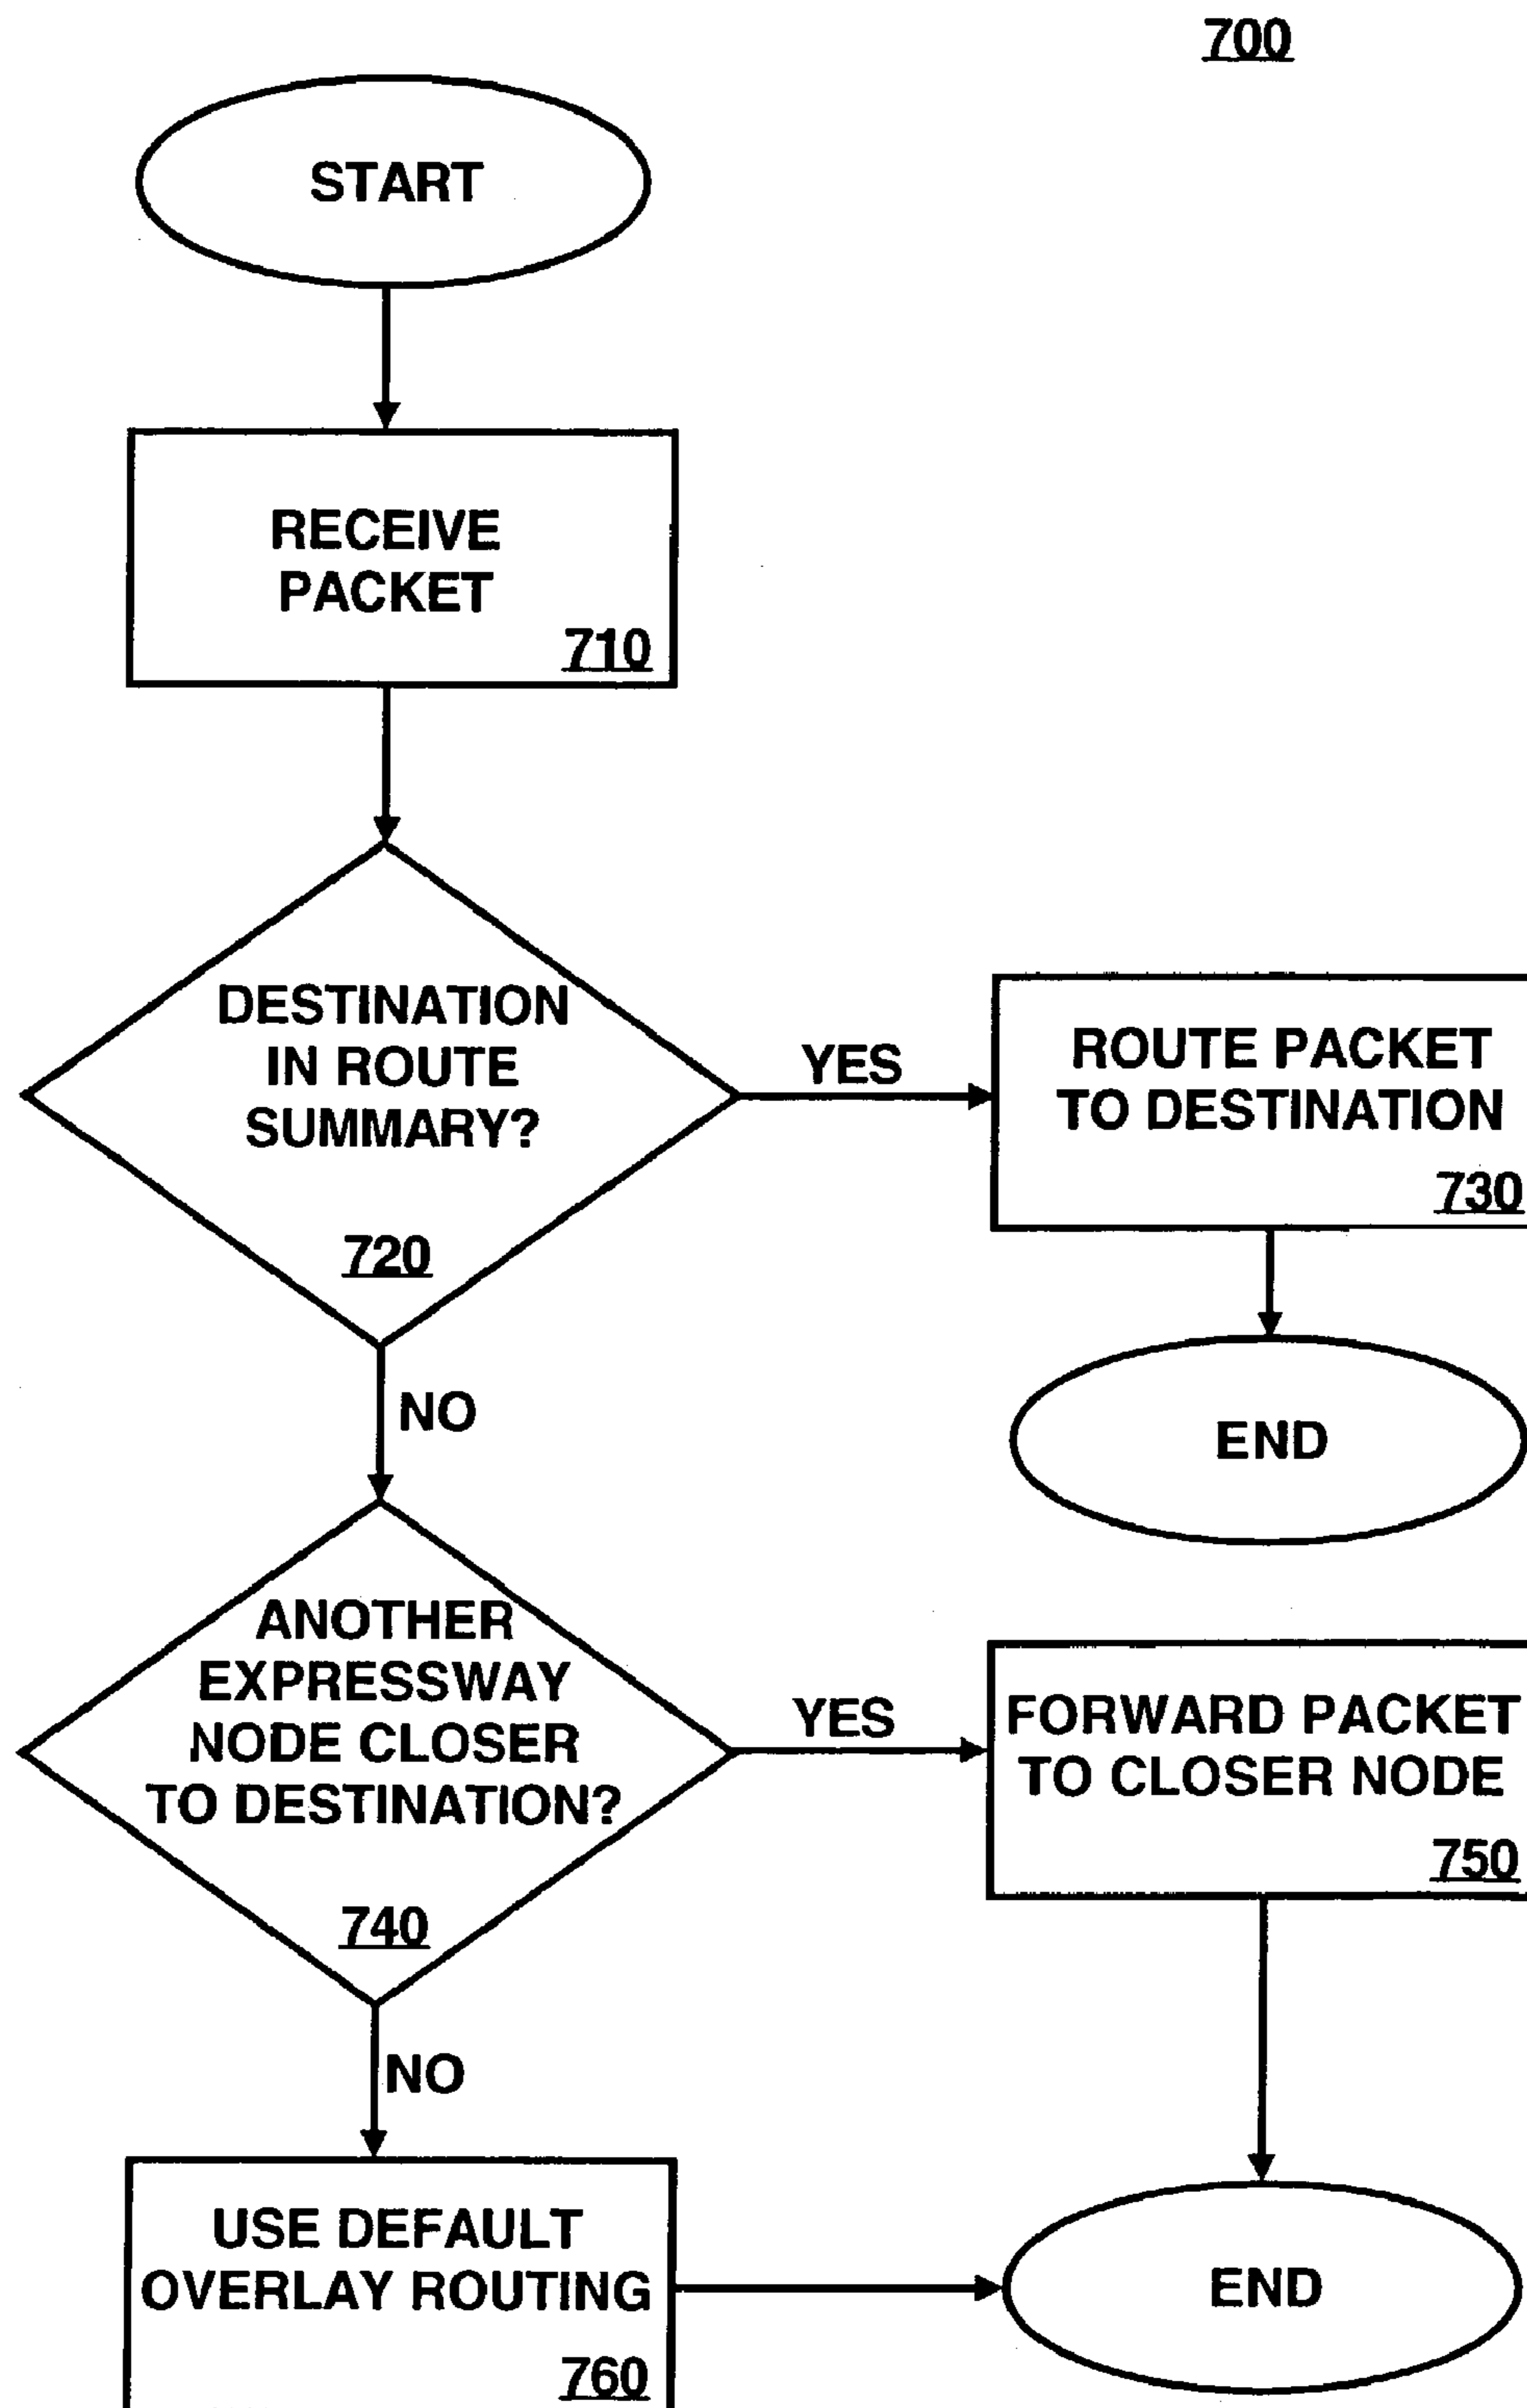 700
START
RECEIVE
PACKET
710
DESTINATION
IN ROUTE
SUMMARY?
720
YES
ROUTE PACKET
TO DESTINATION
730
NO
END
ANOTHER
EXPRESSWAY
NODE CLOSER
TO DESTINATION?
740
YES
FORWARD PACKET
TO CLOSER NODE
750
NO
USE DEFAULT
OVERLAY ROUTING
760
END